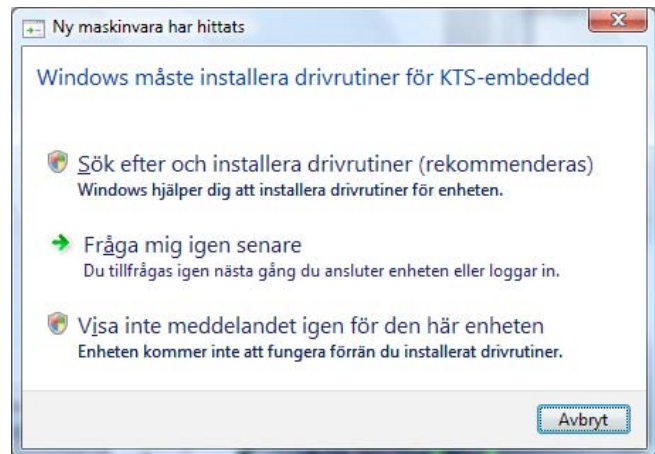 Ny maskinvara har hittats
Windows måste installera drivrutiner för KTS-embedded
Sök efter och installera drivrutiner (rekommenderas)
Windows hjälper dig att installera drivrutiner för enheten.
Fråga mig igen senare
Du tillfrågas igen nästa gång du ansluter enheten eller loggar in.
Visa inte meddelandet igen för den här enheten
Enheten kommer inte att fungera förrän du installerat drivrutiner.
Avbryt